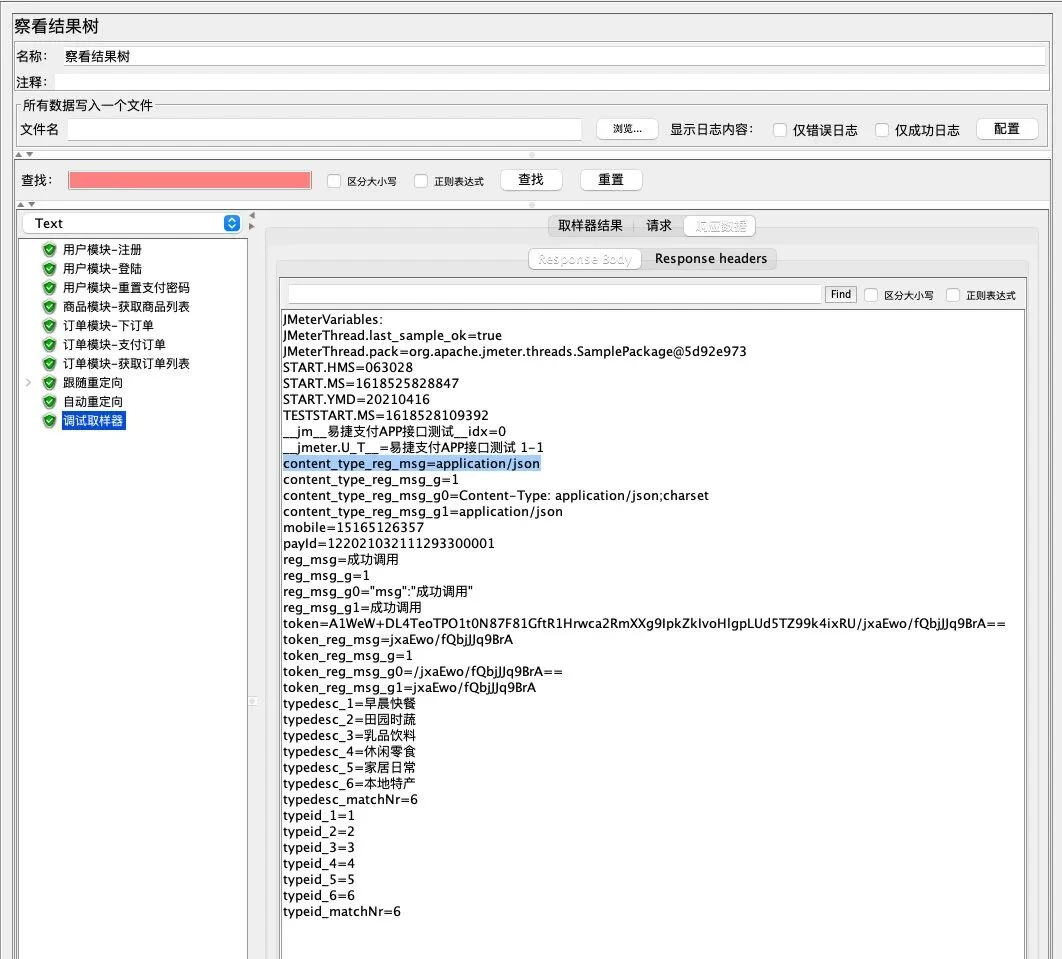 察看结果树
名称： 察看结果树
注释：
所有数据写入一个文件
文件名 浏览... 显示日志内容： 仅错误日志 仅成功日志 配置
查找： 区分大小写 正则表达式 查找 重置
Text
取样器结果 请求 响应数据
用户模块-注册
用户模块-登陆
用户模块-重置支付密码
商品模块-获取商品列表
订单模块-下订单
订单模块-支付订单
订单模块-获取订单列表
跟随重定向
自动重定向
调试取样器
Response Body Response headers
Find 区分大小写 正则表达式
JMeterVariables:
JMeterThread.last_sample_ok=true
JMeterThread.pack=org.apache.jmeter.threads.SamplePackage@5d92e973
START.HMS=063028
START.MS=1618525828847
START.YMD=20210416
TESTSTART.MS=1618528109392
__jm__易捷支付APP接口测试__idx=0
__jmeter.U_T__=易捷支付APP接口测试 1-1
content_type_reg_msg=application/json
content_type_reg_msg_g=1
content_type_reg_msg_g0=Content-Type: application/json;charset
content_type_reg_msg_g1=application/json
mobile=15165126357
payId=122021032111293300001
reg_msg=成功调用
reg_msg_g=1
reg_msg_g0="msg":"成功调用"
reg_msg_g1=成功调用
token=A1WeW+DL4TeoTPO1t0N87F81GftR1Hrwca2RmXXg9IpkZkIvoHlgpLUd5TZ99k4ixRU/jxaEwo/fQbjJJq9BrA==
token_reg_msg=jxaEwo/fQbjJJq9BrA
token_reg_msg_g=1
token_reg_msg_g0=/jxaEwo/fQbjJJq9BrA==
token_reg_msg_g1=jxaEwo/fQbjJJq9BrA
typedesc_1=早晨快餐
typedesc_2=田园时蔬
typedesc_3=乳品饮料
typedesc_4=休闲零食
typedesc_5=家居日常
typedesc_6=本地特产
typedesc_matchNr=6
typeid_1=1
typeid_2=2
typeid_3=3
typeid_4=4
typeid_5=5
typeid_6=6
typeid_matchNr=6